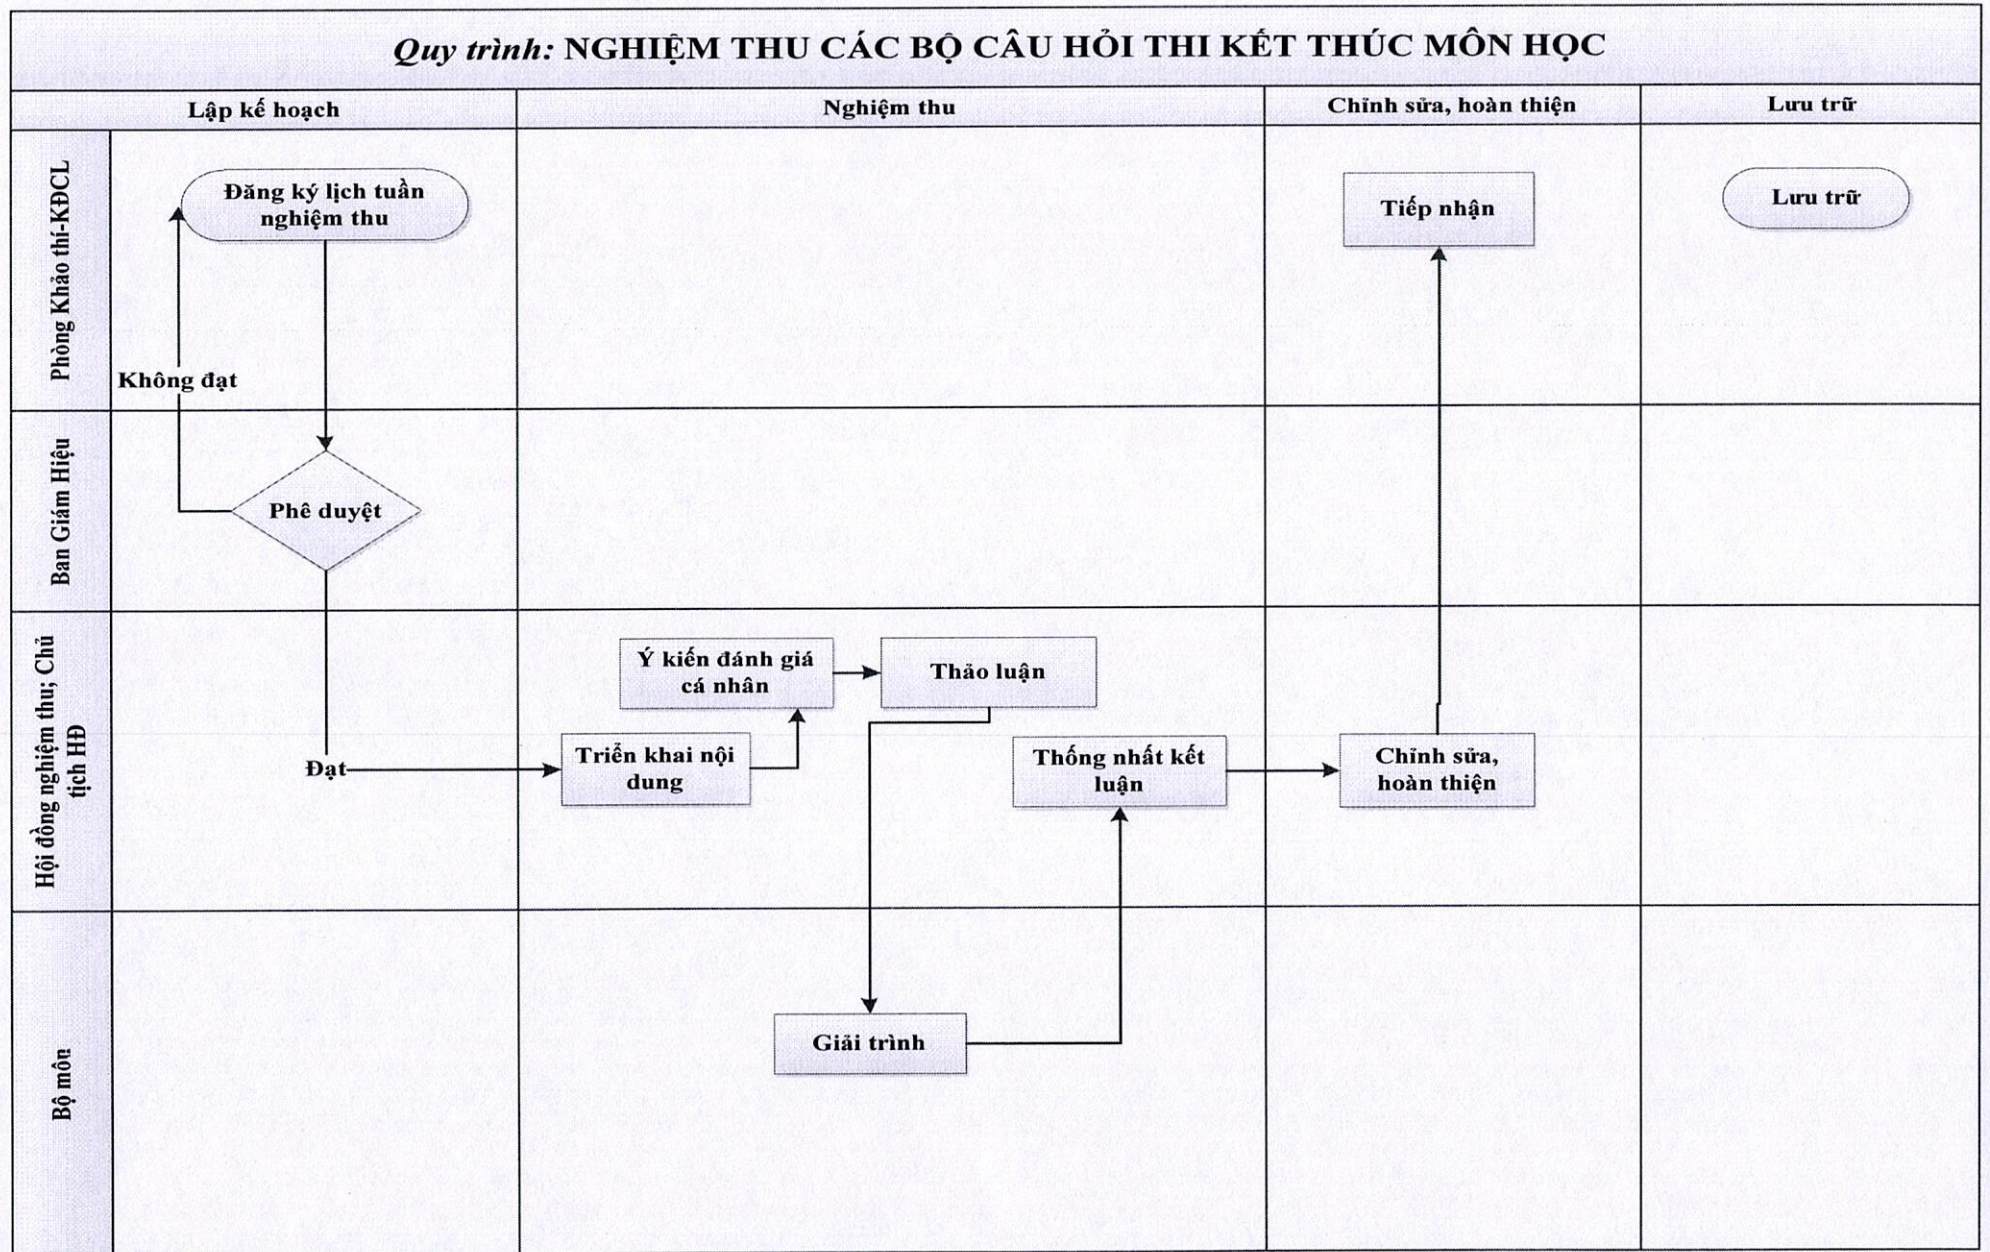 Quy trình: NGHIỆM THU CÁC BỘ CÂU HỎI THI KẾT THÚC MÔN HỌC
Lập kế hoạch
Nghiệm thu
Chỉnh sửa, hoàn thiện
Lưu trữ
Phòng Khảo thí-KĐCL
Đăng ký lịch tuần
nghiệm thu
Tiếp nhận
Lưu trữ
Không đạt
Ban Giám Hiệu
Phê duyệt
Hội đồng nghiệm thu; Chủ
tịch HĐ
Ý kiến đánh giá
cá nhân
Thảo luận
Đạt
Triển khai nội
dung
Thống nhất kết
luận
Chỉnh sửa,
hoàn thiện
Bộ môn
Giải trình